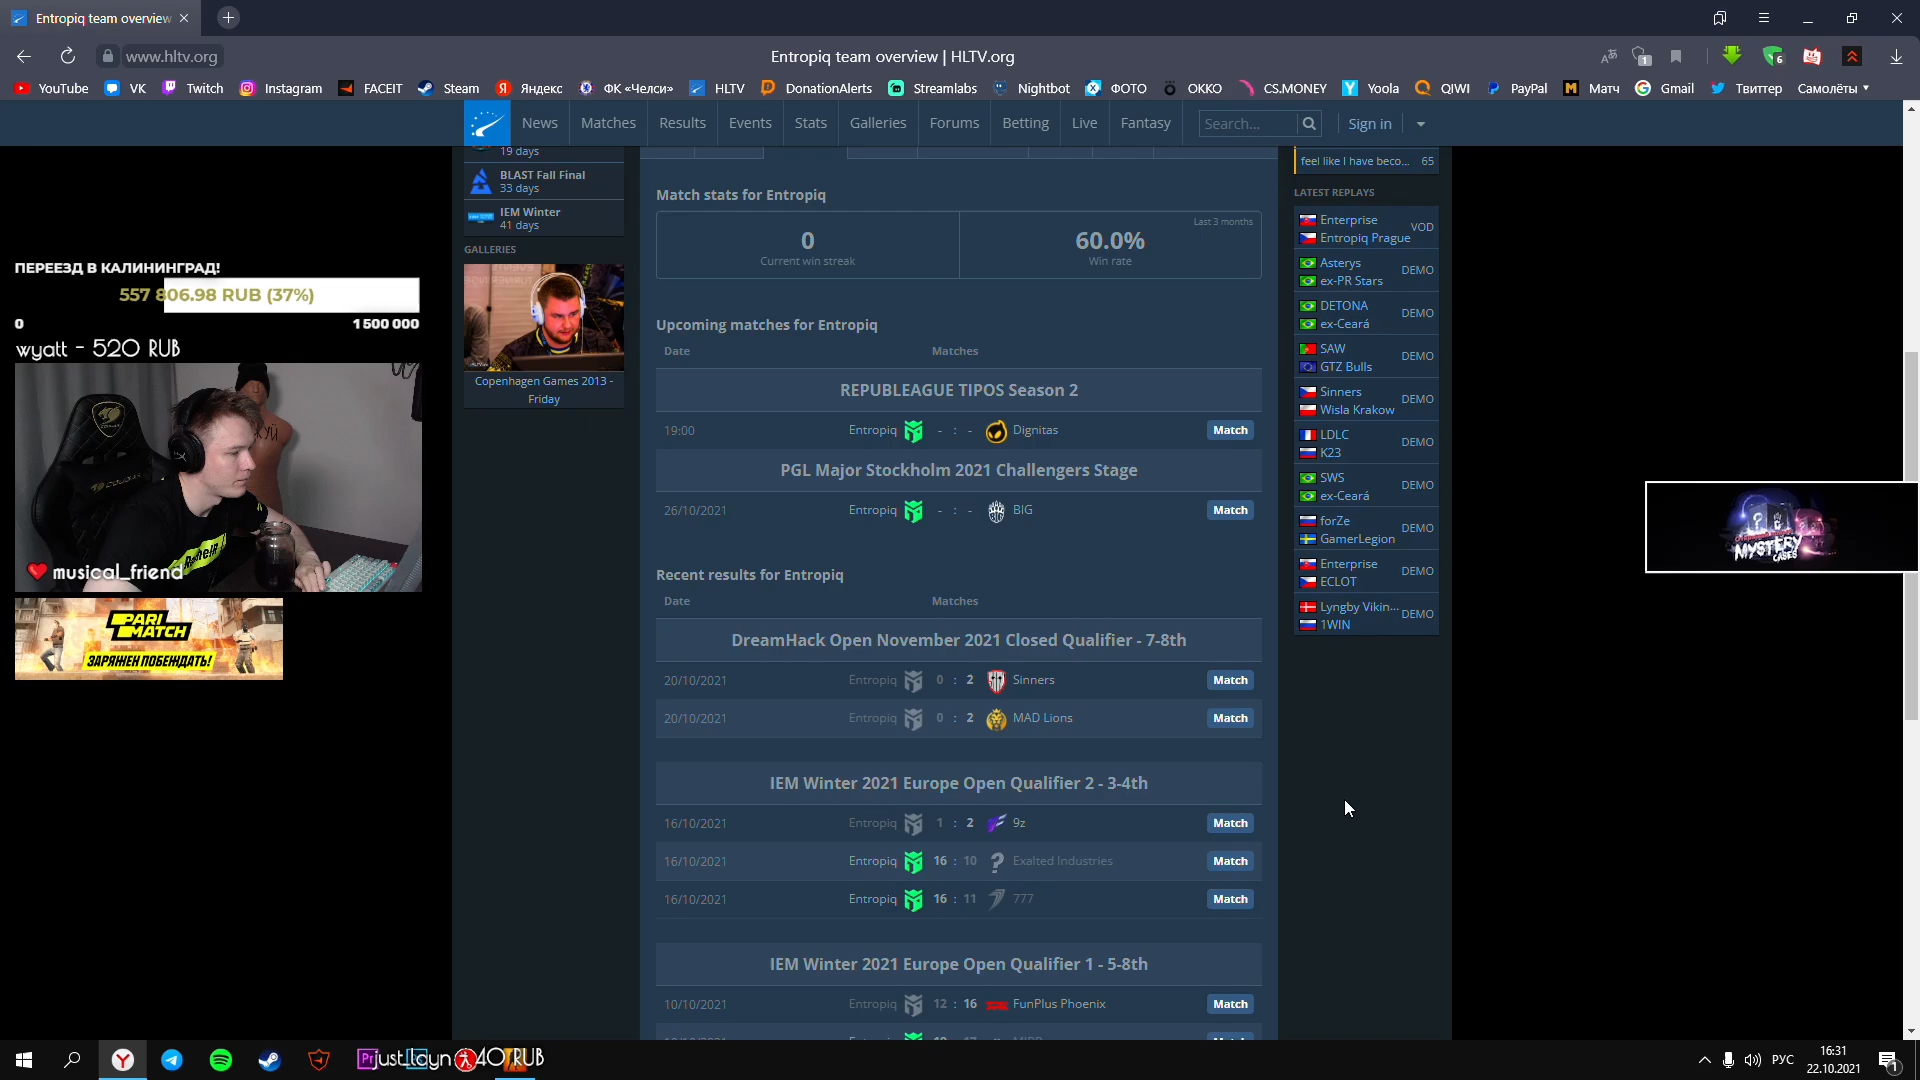 Entropiq team overview
www.hltv.org
Entropiq team overview | HLTV.org
1
6
YouTube
VK
Twitch
Instagram
FACEIT
Steam
Яндекс
ФК «Челси»
HLTV
DonationAlerts
Streamlabs
Nightbot
ФОТО
ОККО
CS.MONEY
Yoola
QIWI
PayPal
Матч
Gmail
Твиттер
Самолёты
News
Matches
Results
Events
Stats
Galleries
Forums
Betting
Live
Fantasy
Search...
Sign in
19 days
BLAST Fall Final
33 days
IEM Winter
41 days
GALLERIES
Copenhagen Games 2013 -
Friday
ПЕРЕЕЗД В КАЛИНИНГРАД!
557 806.98 RUB (37%)
0
1 500 000
wyatt - 520 RUB
COUGAR
musical_friend
PARI
MATCH
ЗАРЯЖЕН ПОБЕЖДАТЬ!
Match stats for Entropiq
Last 3 months
0
Current win streak
60.0%
Win rate
Upcoming matches for Entropiq
Date Matches
REPUBLEAGUE TIPOS Season 2
19:00 Entropiq - : - Dignitas Match
PGL Major Stockholm 2021 Challengers Stage
26/10/2021 Entropiq - : - BIG Match
Recent results for Entropiq
Date Matches
DreamHack Open November 2021 Closed Qualifier - 7-8th
20/10/2021 Entropiq 0 : 2 Sinners Match
20/10/2021 Entropiq 0 : 2 MAD Lions Match
IEM Winter 2021 Europe Open Qualifier 2 - 3-4th
16/10/2021 Entropiq 1 : 2 9z Match
16/10/2021 Entropiq 16 : 10 Exalted Industries Match
16/10/2021 Entropiq 16 : 11 777 Match
IEM Winter 2021 Europe Open Qualifier 1 - 5-8th
10/10/2021 Entropiq 12 : 16 FunPlus Phoenix Match
feel like I have beco... 65
LATEST REPLAYS
Enterprise
Entropiq Prague
VOD
Asterys
ex-PR Stars
DEMO
DETONA
ex-Ceará
DEMO
SAW
GTZ Bulls
DEMO
Sinners
Wisla Krakow
DEMO
LDLC
K23
DEMO
SWS
ex-Ceará
DEMO
forZe
GamerLegion
DEMO
Enterprise
ECLOT
DEMO
Lyngby Vikin...
1WIN
DEMO
MYSTERY
CASES
РУС
16:31
22.10.2021
1